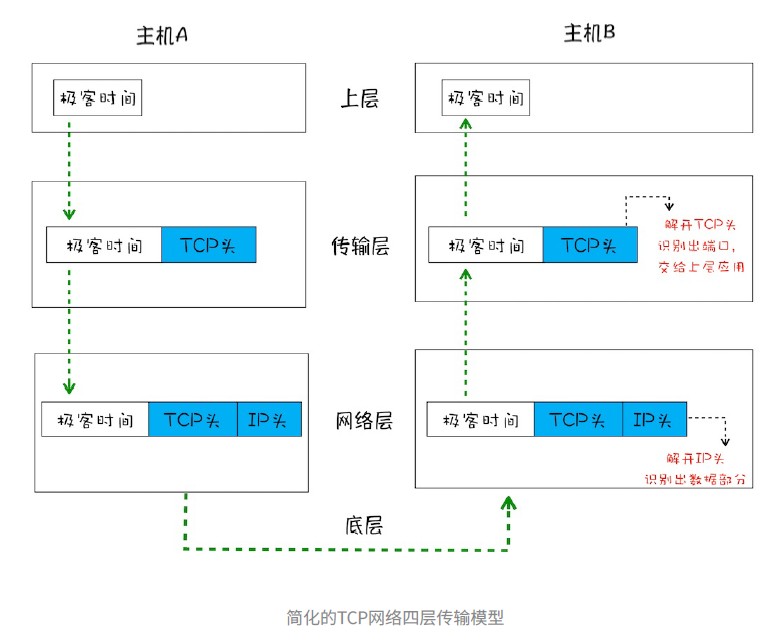 主机A
主机B
极客时间
上层
极客时间
极客时间
TCP头
传输层
极客时间
TCP头
解开TCP头
识别出端口,
交给上层应用
极客时间
TCP头
IP头
网络层
极客时间
TCP头
IP头
解开IP头
识别出数据部分
底层
简化的TCP网络四层传输模型